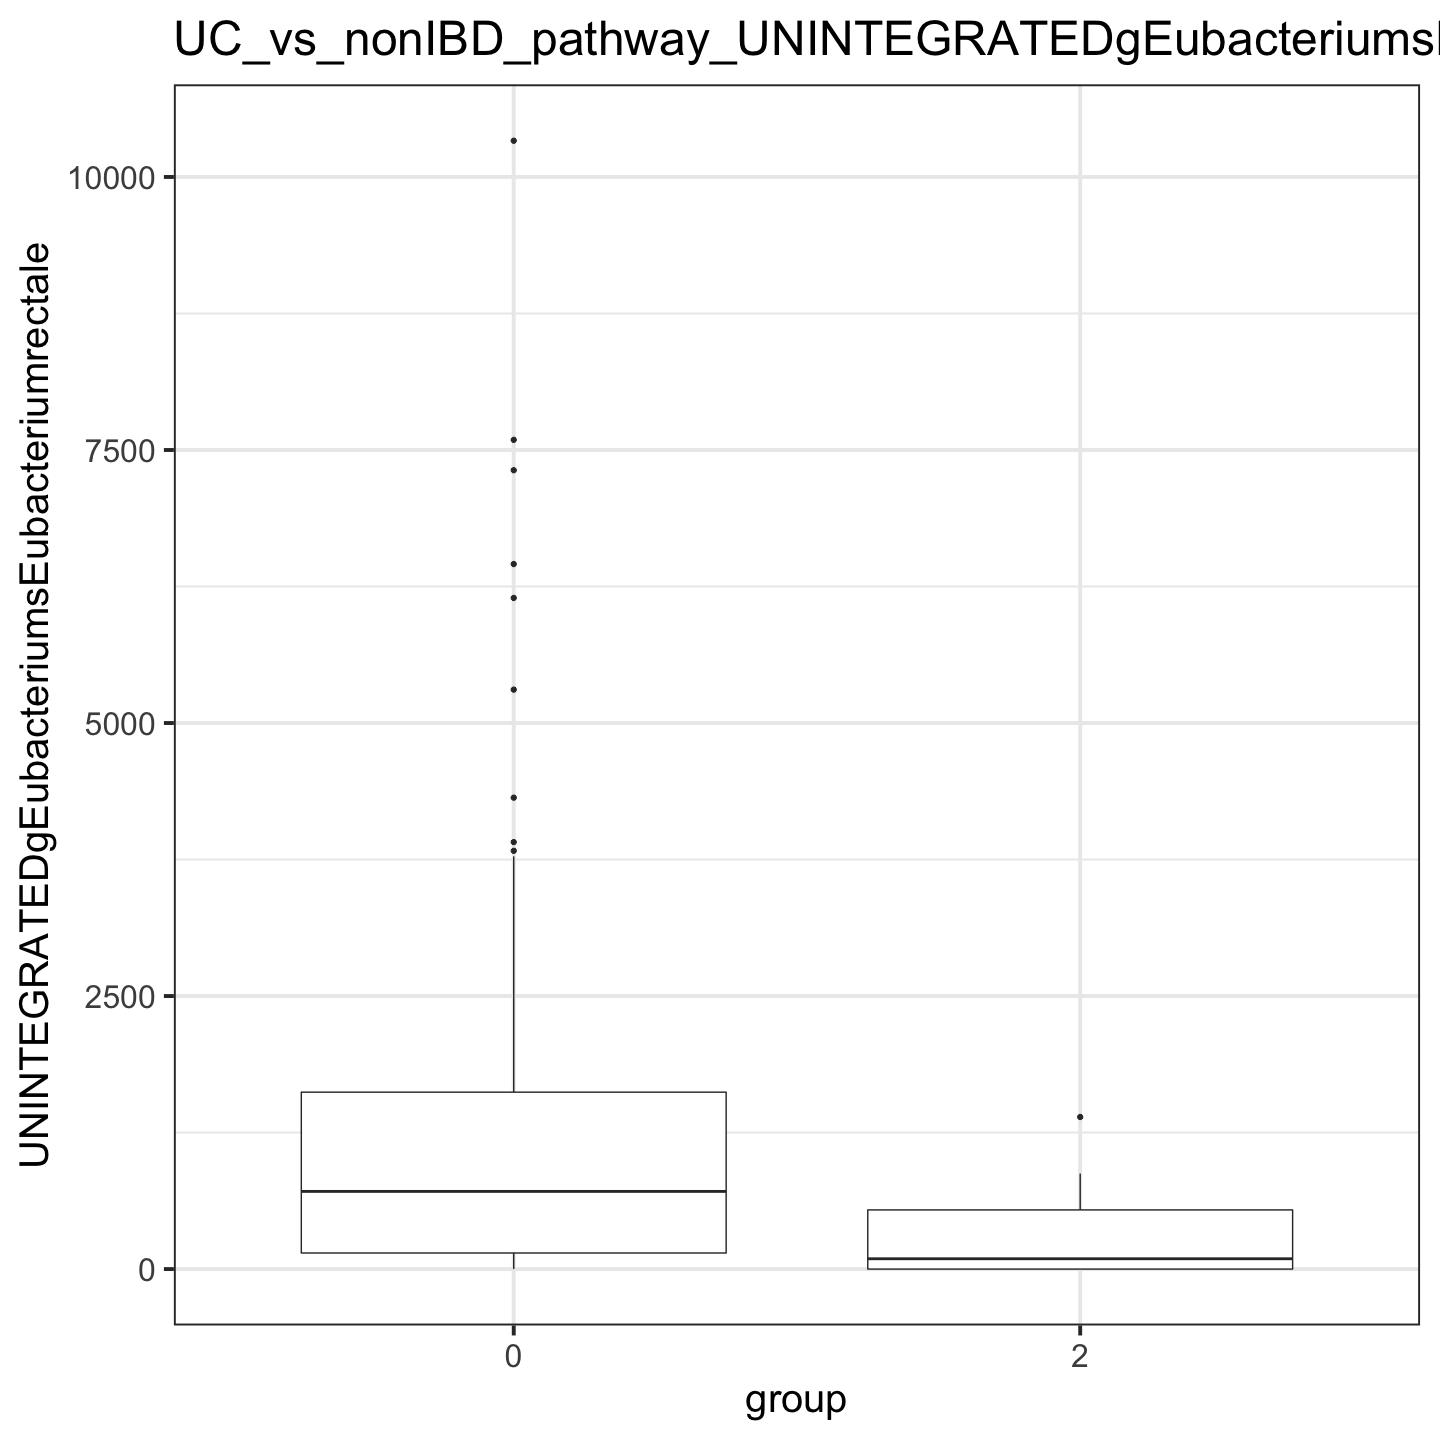 UC_vs_nonIBD_pathway_UNINTEGRATEDgEubacteriums
UNINTEGRATEDgEubacteriumsEubacteriumrectale
10000
7500
5000
2500
0
0
2
group